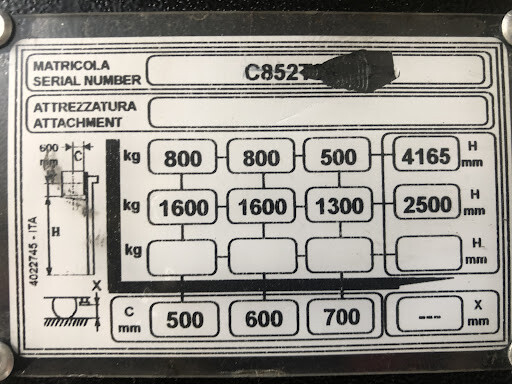 MATRICOLA
SERIAL NUMBER
C8527
ATTREZZATURA
ATTACHMENT
600
mm
C
H
X
4022745 - ITA
kg 800 800 500 4165 H mm
kg 1600 1600 1300 2500 H mm
kg H mm
C mm 500 600 700 --- X mm